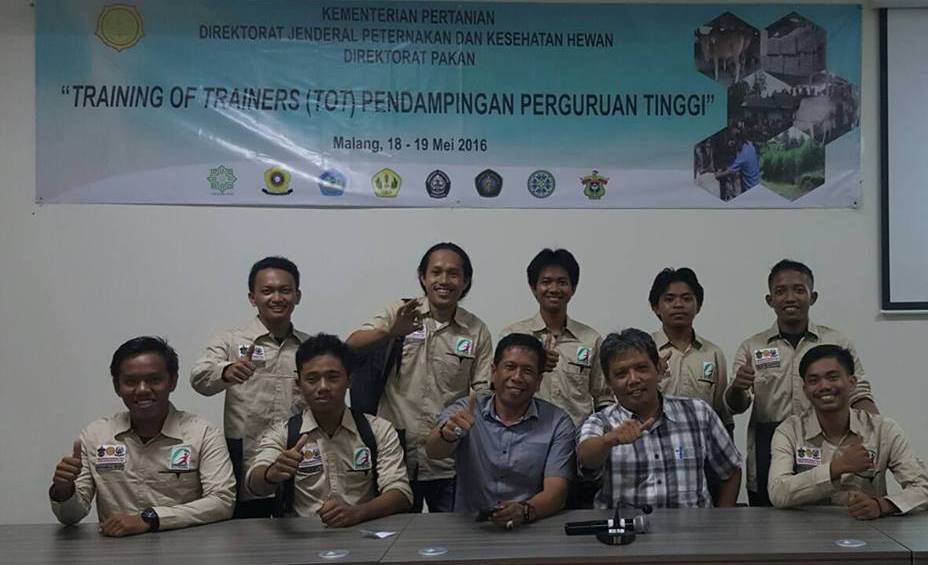 KEMENTERIAN PERTANIAN
DIREKTORAT JENDERAL PETERNAKAN DAN KESEHATAN HEWAN
DIREKTORAT PAKAN
“TRAINING OF TRAINERS (TOT) PENDAMPINGAN PERGURUAN TINGGI”
Malang, 18 - 19 Mei 2016